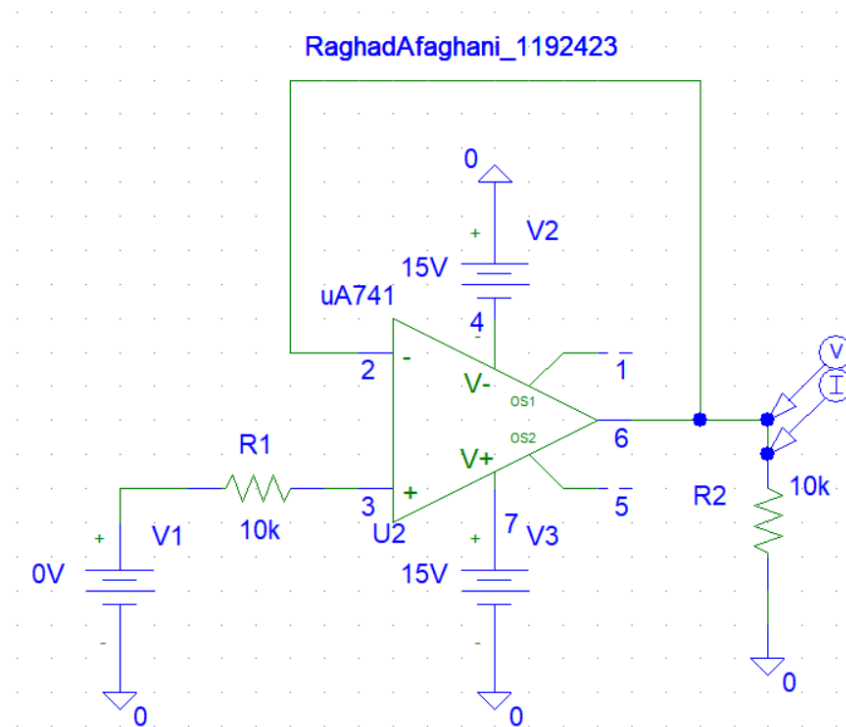 RaghadAfaghani_1192423
0
+
V2
15V
uA741
4
-
2
-
V-
1
OS1
V
I
6
OS2
R1
V+
3
+
5
R2
10k
10k
U2
7
+
V3
+
V1
0V
15V
-
-
0
0
0